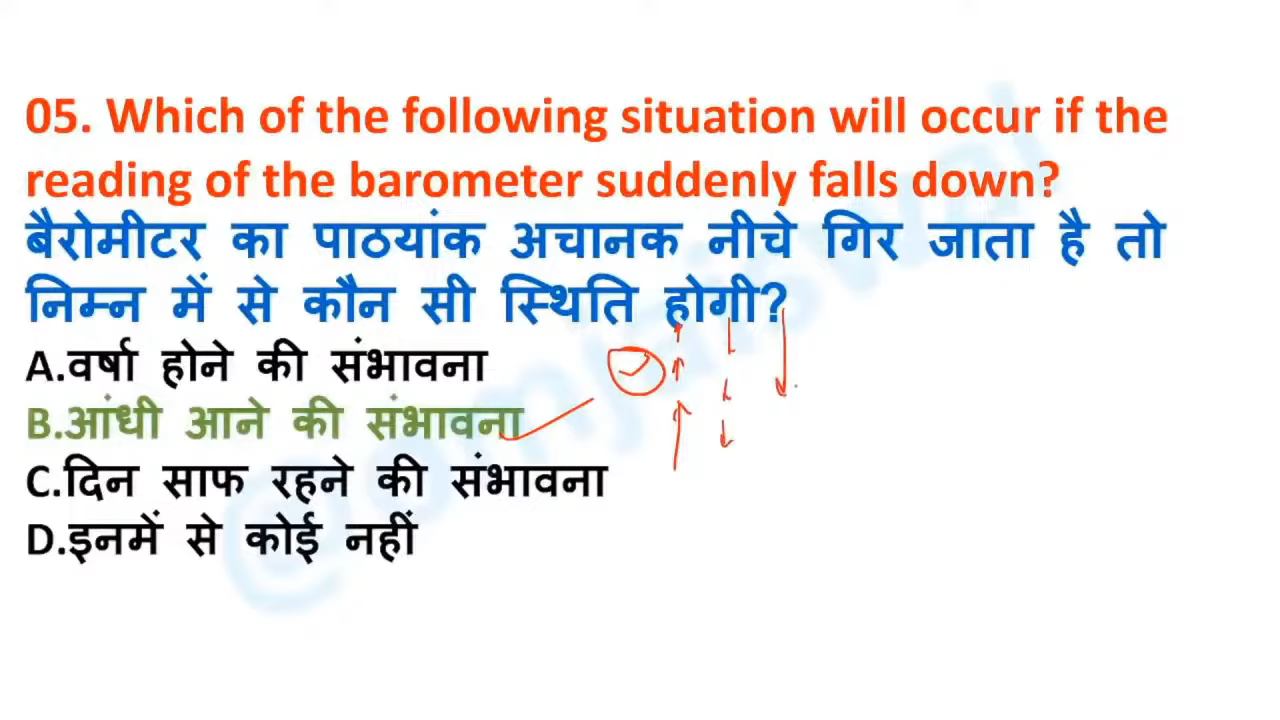 05. Which of the following situation will occur if the
reading of the barometer suddenly falls down?
बैरोमीटर का पाठयांक अचानक नीचे गिर जाता है तो
निम्न में से कौन सी स्थिति होगी?
A.वर्षा होने की संभावना
B.आंधी आने की संभावना
C.दिन साफ रहने की संभावना
D.इनमें से कोई नहीं